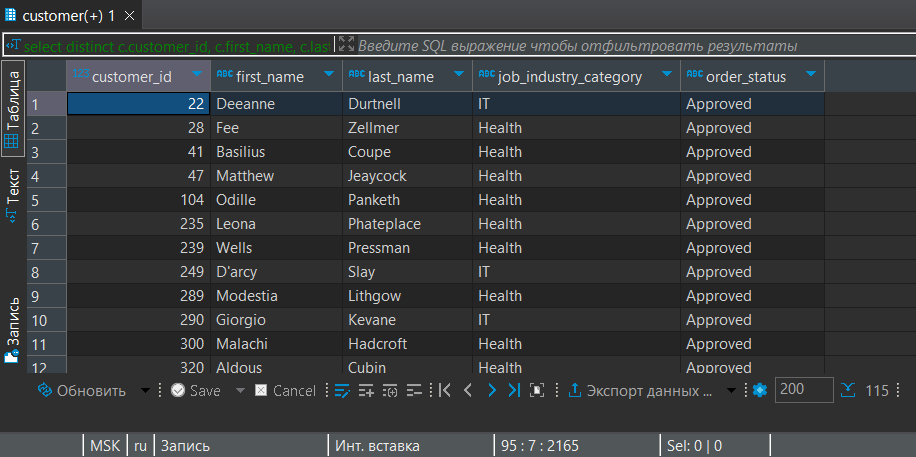 customer(+) 1
select distinct c.customer_id, c.first_name, c.las Введите SQL выражение чтобы отфильтровать результаты
Таблица
Текст
Запись
123 customer_id ABC first_name ABC last_name ABC job_industry_category ABC order_status
1 22 Deeanne Durtnell IT Approved
2 28 Fee Zellmer Health Approved
3 41 Basilius Coupe Health Approved
4 47 Matthew Jeaycock Health Approved
5 104 Odille Panketh Health Approved
6 235 Leona Phateplace Health Approved
7 239 Wells Pressman Health Approved
8 249 D'arcy Slay IT Approved
9 289 Modestia Lithgow Health Approved
10 290 Giorgio Kevane IT Approved
11 300 Malachi Hadcroft Health Approved
12 320 Aldous Cubin Health Approved
Обновить Save Cancel Экспорт данных ... 200 115
MSK ru Запись Инт. вставка 95 : 7 : 2165 Sel: 0 | 0